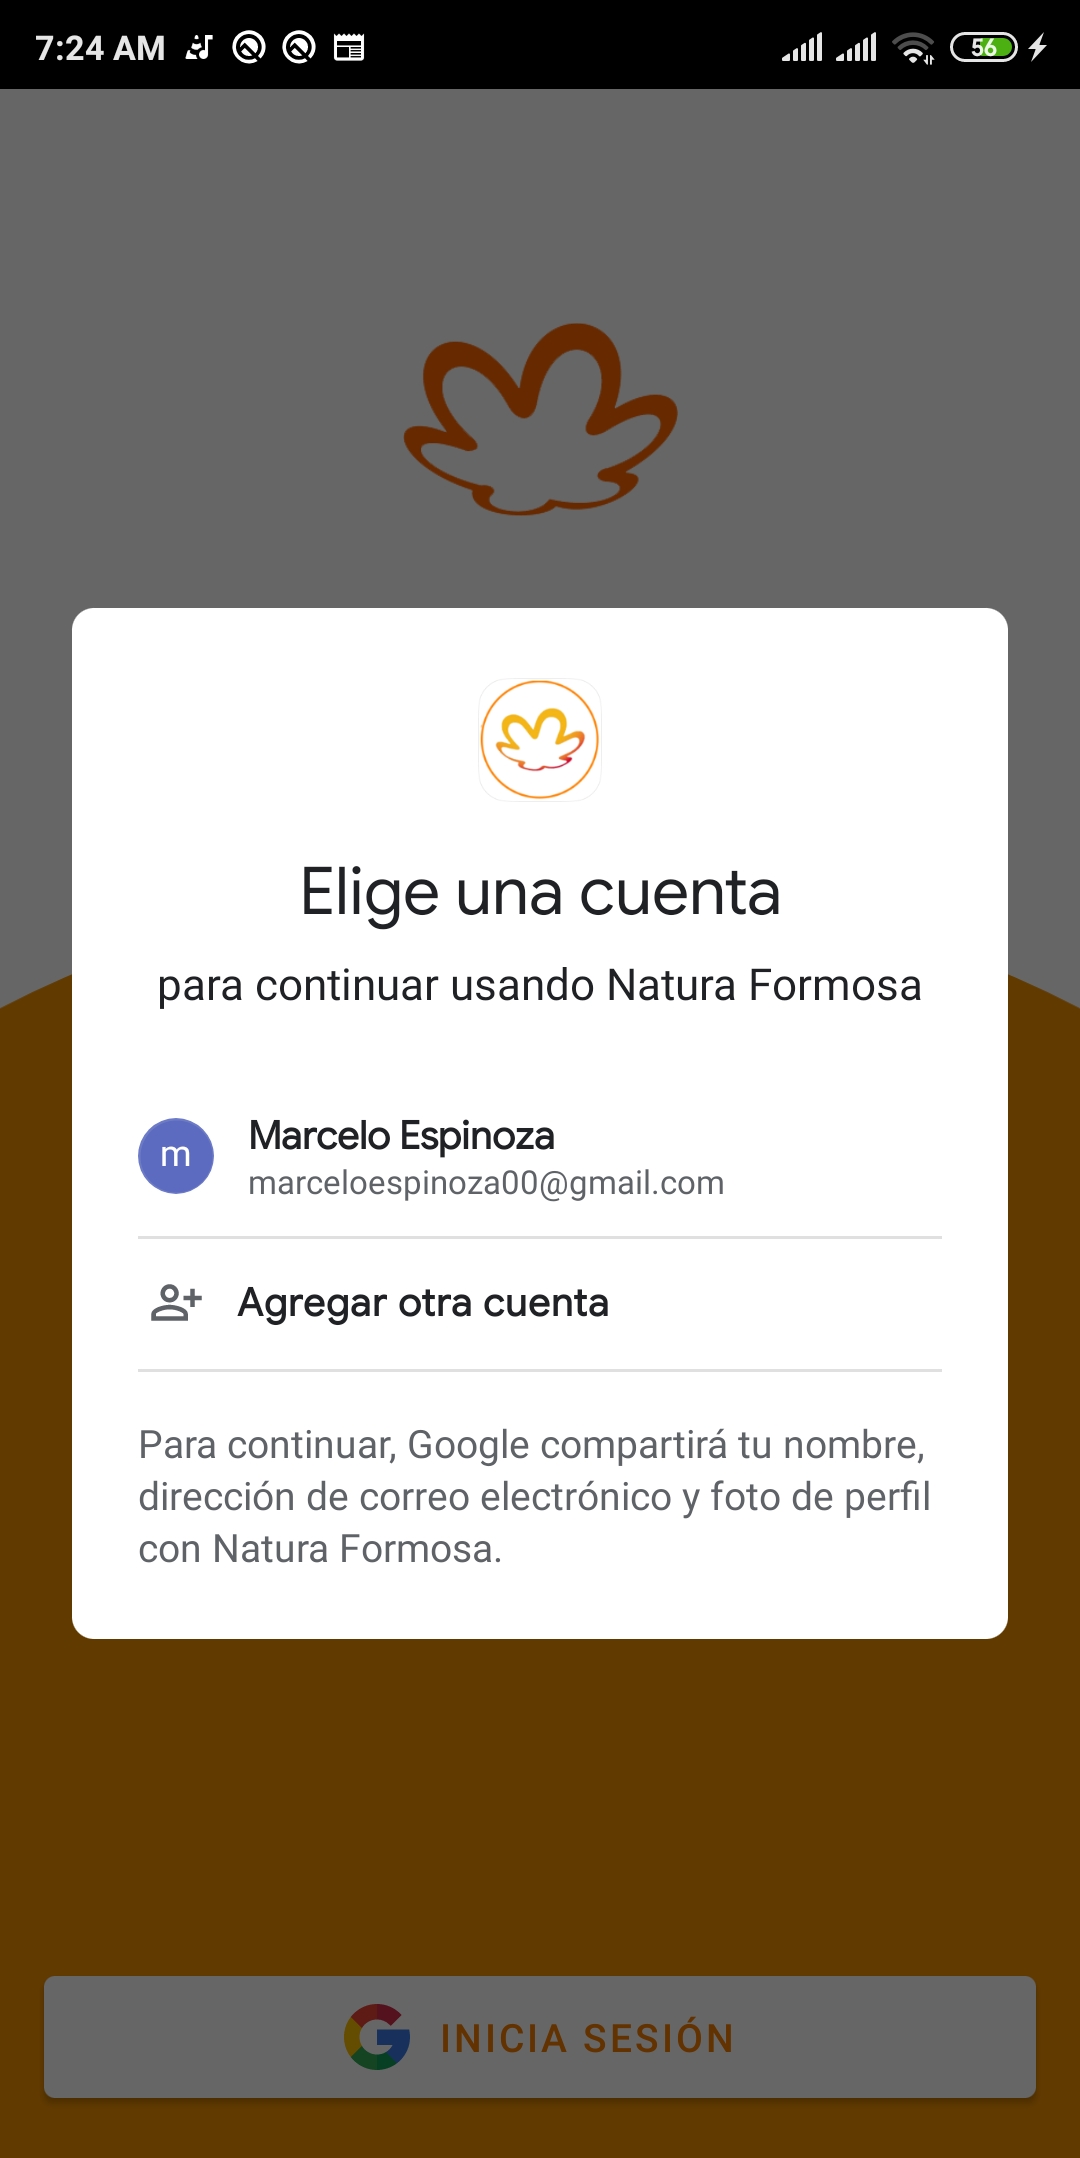 7:24 AM
56
Elige una cuenta
para continuar usando Natura Formosa
m
Marcelo Espinoza
marceloespinoza00@gmail.com
Agregar otra cuenta
Para continuar, Google compartirá tu nombre,
dirección de correo electrónico y foto de perfil
con Natura Formosa.
INICIA SESIÓN